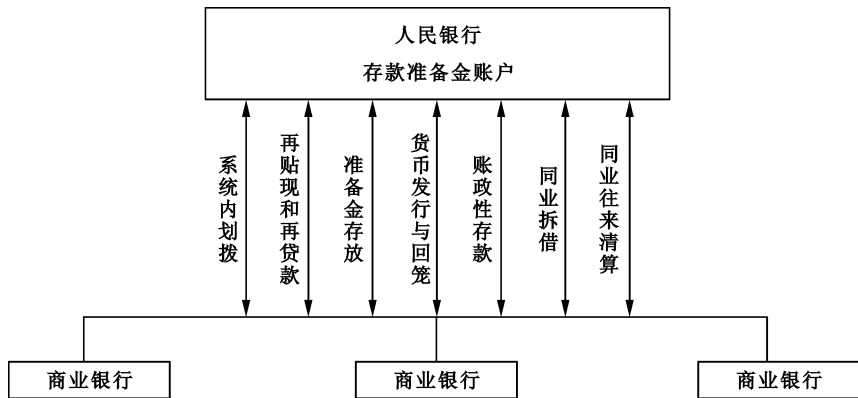 人民银行
存款准备金账户
系统内划拨
再贴现和再贷款
准备金存放
货币发行与回笼
账政性存款
同业拆借
同业往来清算
商业银行
商业银行
商业银行